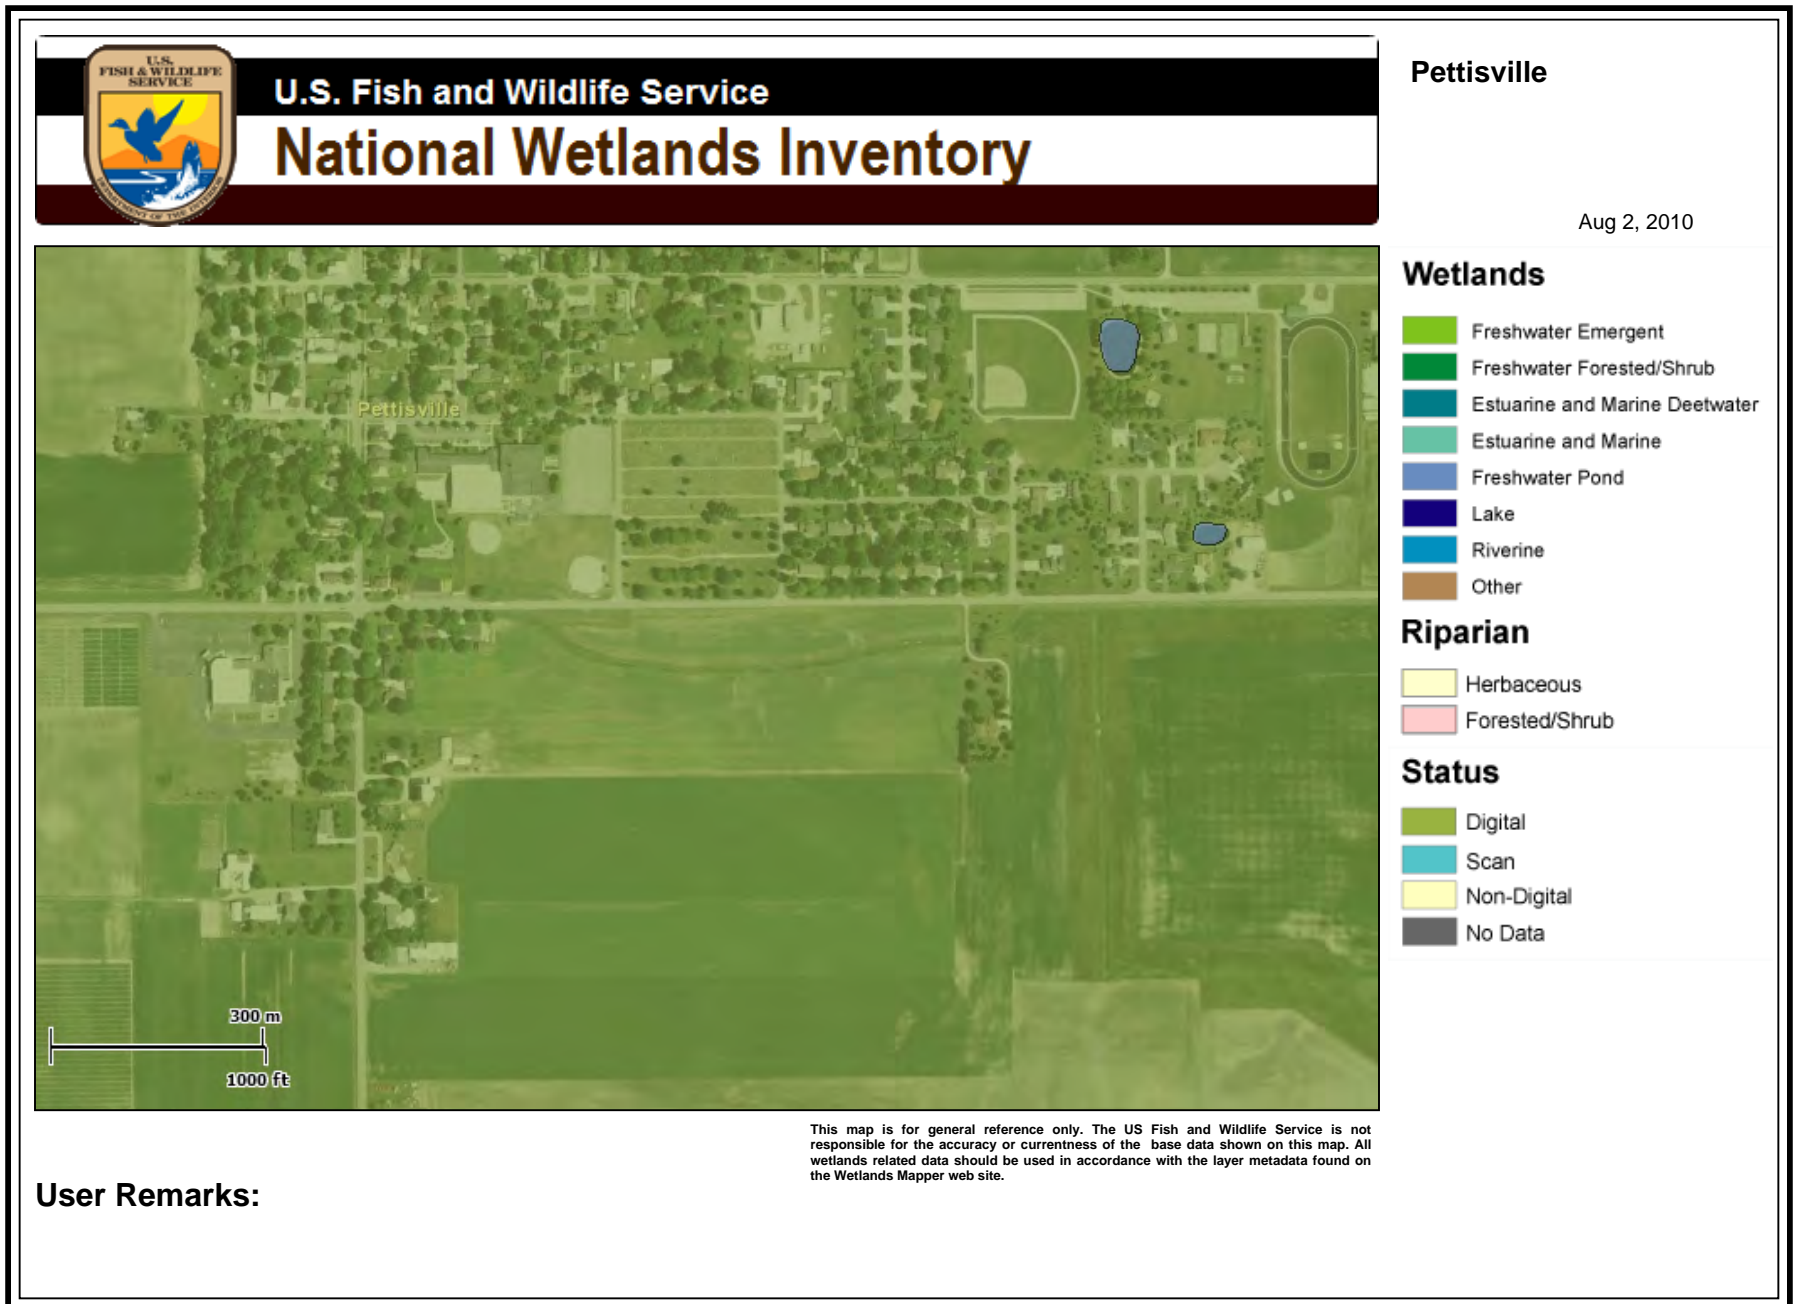 U.S.
FISH & WILDLIFE
SERVICE
DEPARTMENT OF THE INTERIOR
U.S. Fish and Wildlife Service
National Wetlands Inventory
Pettisville
Aug 2, 2010
Pettisville
300 m
1000 ft
Wetlands
Freshwater Emergent
Freshwater Forested/Shrub
Estuarine and Marine Deetwater
Estuarine and Marine
Freshwater Pond
Lake
Riverine
Other
Riparian
Herbaceous
Forested/Shrub
Status
Digital
Scan
Non-Digital
No Data
This map is for general reference only. The US Fish and Wildlife Service is not
responsible for the accuracy or currentness of the base data shown on this map. All
wetlands related data should be used in accordance with the layer metadata found on
the Wetlands Mapper web site.
User Remarks: